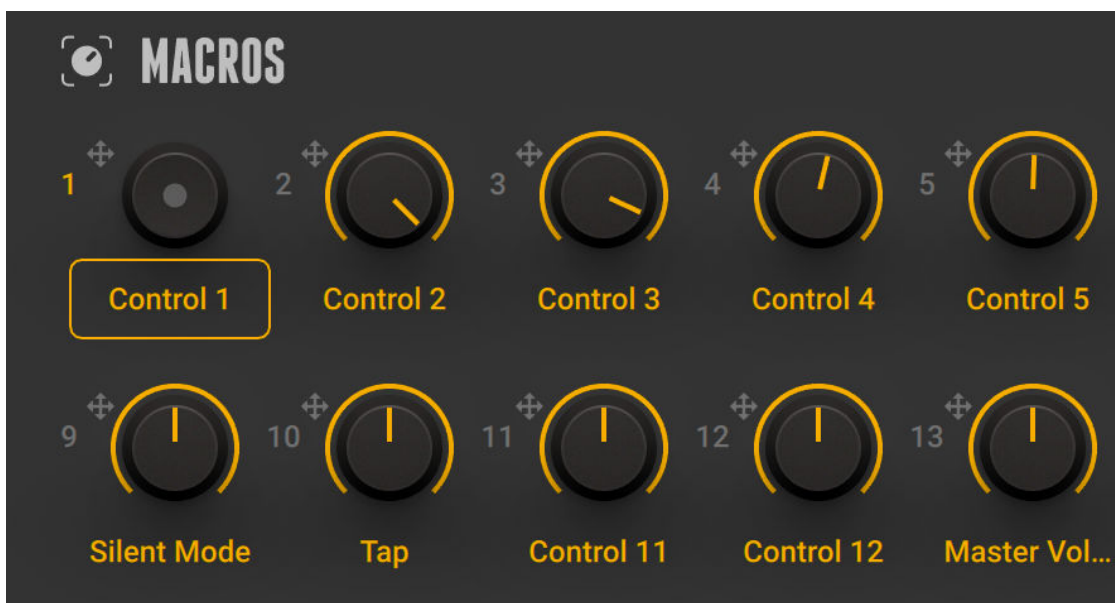 MACROS
1 2 3 4 5
Control 1 Control 2 Control 3 Control 4 Control 5
9 10 11 12 13
Silent Mode Tap Control 11 Control 12 Master Vol...